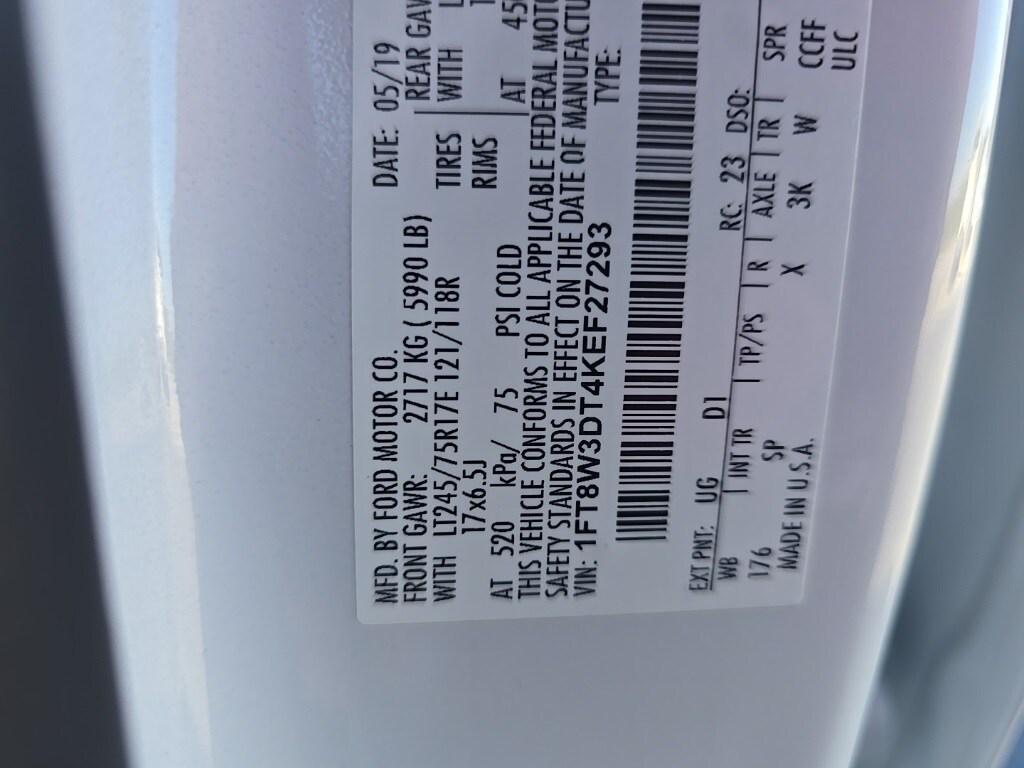 MFD. BY FORD MOTOR CO.
DATE: 05/19
FRONT GAWR: 2717 KG ( 5990 LB)
REAR GAW
WITH LT245/75R17E 121/118R
TIRES
WITH
17x6.5J
RIMS
AT 520 kPa/ 75 PSI COLD
AT 450
THIS VEHICLE CONFORMS TO ALL APPLICABLE FEDERAL MOTO
SAFETY STANDARDS IN EFFECT ON THE DATE OF MANUFACTU
VIN: 1FT8W3DT4KEF27293
TYPE:
EXT PNT: UG D1
RC: 23 DSO:
WB | INT TR | TP/PS | R | AXLE | TR | SPR
176 SP X 3K W CCFF
MADE IN U.S.A.
ULC